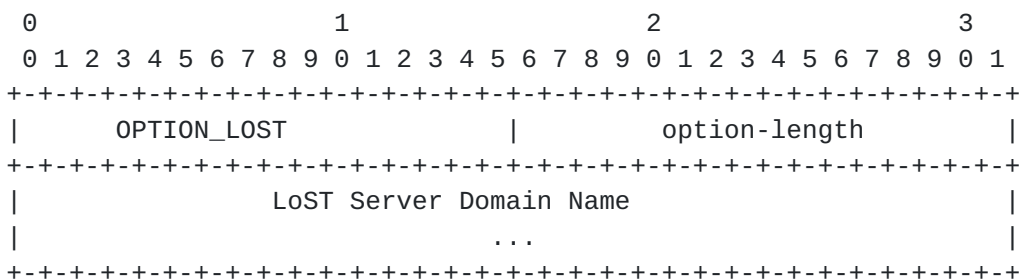 0                   1                   2                   3
 0 1 2 3 4 5 6 7 8 9 0 1 2 3 4 5 6 7 8 9 0 1 2 3 4 5 6 7 8 9 0 1
+-+-+-+-+-+-+-+-+-+-+-+-+-+-+-+-+-+-+-+-+-+-+-+-+-+-+-+-+-+-+-+-+
|      OPTION_LOST              |         option-length         |
+-+-+-+-+-+-+-+-+-+-+-+-+-+-+-+-+-+-+-+-+-+-+-+-+-+-+-+-+-+-+-+-+
|                LoST Server Domain Name                        |
|                              ...                              |
+-+-+-+-+-+-+-+-+-+-+-+-+-+-+-+-+-+-+-+-+-+-+-+-+-+-+-+-+-+-+-+-+